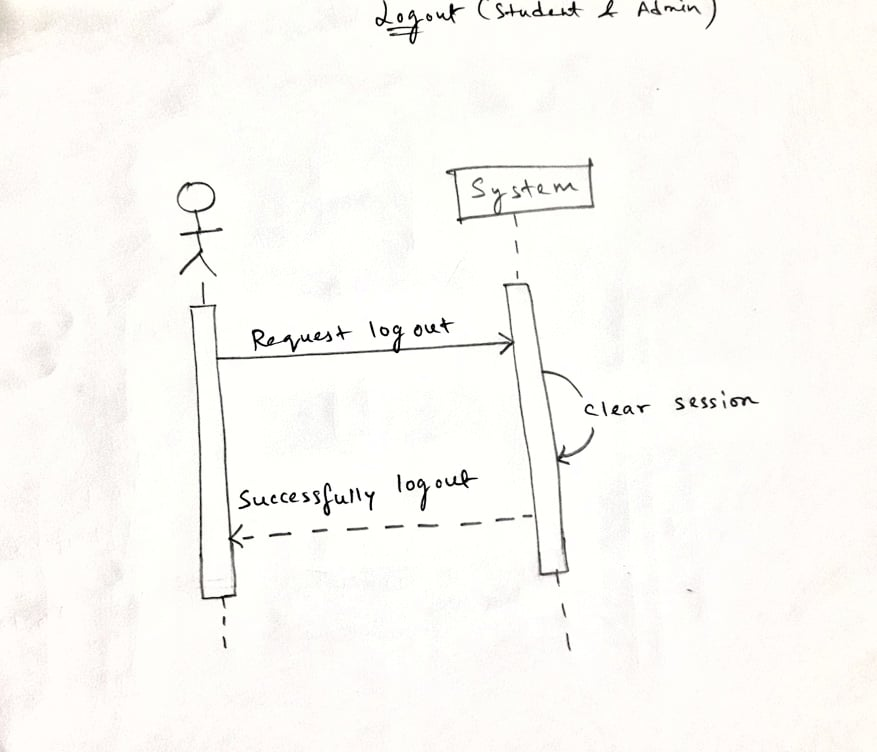 Logout (Student & Admin)
System
Request log out
clear session
Successfully logout